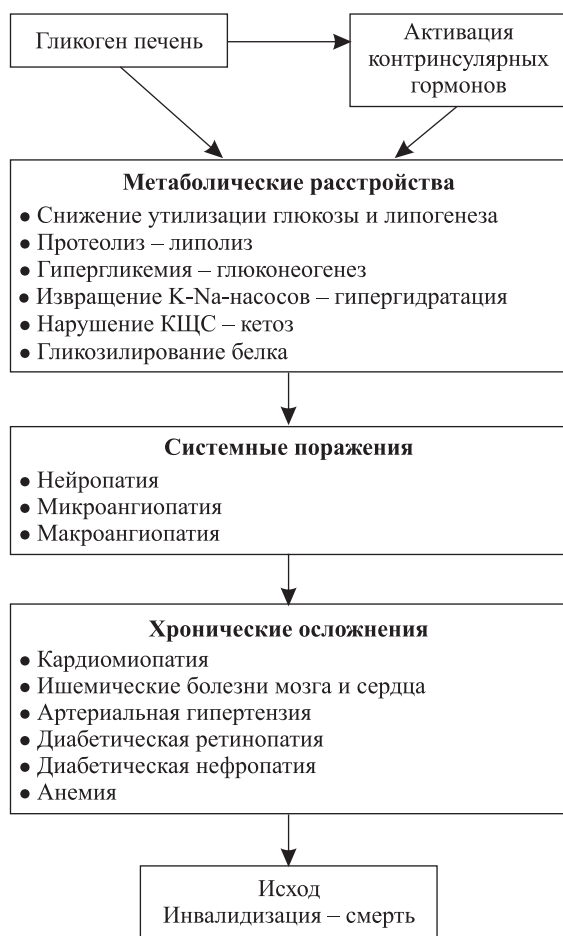 Гликоген печень
Активация
контринсулярных
гормонов
Метаболические расстройства
● Снижение утилизации глюкозы и липогенеза
● Протеолиз – липолиз
● Гипергликемия – глюконеогенез
● Извращение K-Na-насосов – гипергидратация
● Нарушение КЩС – кетоз
● Гликозилирование белка
Системные поражения
● Нейропатия
● Микроангиопатия
● Макроангиопатия
Хронические осложнения
● Кардиомиопатия
● Ишемические болезни мозга и сердца
● Артериальная гипертензия
● Диабетическая ретинопатия
● Диабетическая нефропатия
● Анемия
Исход
Инвалидизация – смерть